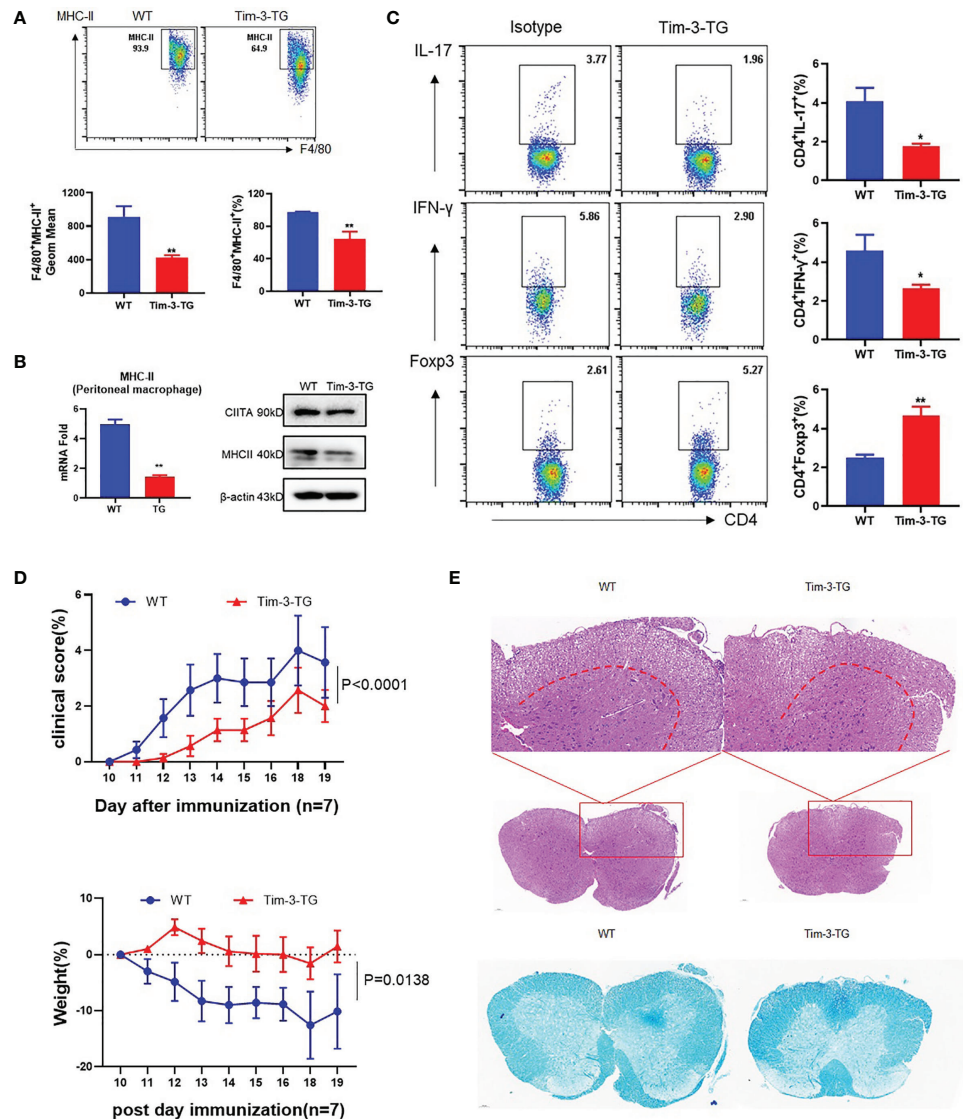 A
MHC-II WT Tim-3-TG
MHC-II
93.9
MHC-II
64.9
F4/80
F4/80+MHC-II+
Geom Mean
1200
900
600
400
0
WT Tim-3-TG
**
F4/80+MHC-II+(%)
120
80
40
0
WT Tim-3-TG
**
B
MHC-II
(Peritoneal macrophage)
mRNA Fold
6
4
2
0
WT TG
**
WT Tim-3-TG
CIITA 90kD
MHCII 40kD
β-actin 43kD
C
Isotype Tim-3-TG
IL-17
3.77
1.96
IFN-γ
5.86
2.90
Foxp3
2.61
5.27
CD4
CD4+IL-17+(%)
6
4
2
0
WT Tim-3-TG
*
CD4+IFN-γ+(%)
6
4
2
0
WT Tim-3-TG
*
CD4+Foxp3+(%)
6
4
2
0
WT Tim-3-TG
**
D
WT Tim-3-TG
clinical score(%)
6
4
2
0
P<0.0001
10 11 12 13 14 15 16 18 19
Day after immunization (n=7)
WT Tim-3-TG
Weight(%)
10
0
-10
-20
P=0.0138
10 11 12 13 14 15 16 18 19
post day immunization(n=7)
E
WT Tim-3-TG
WT Tim-3-TG